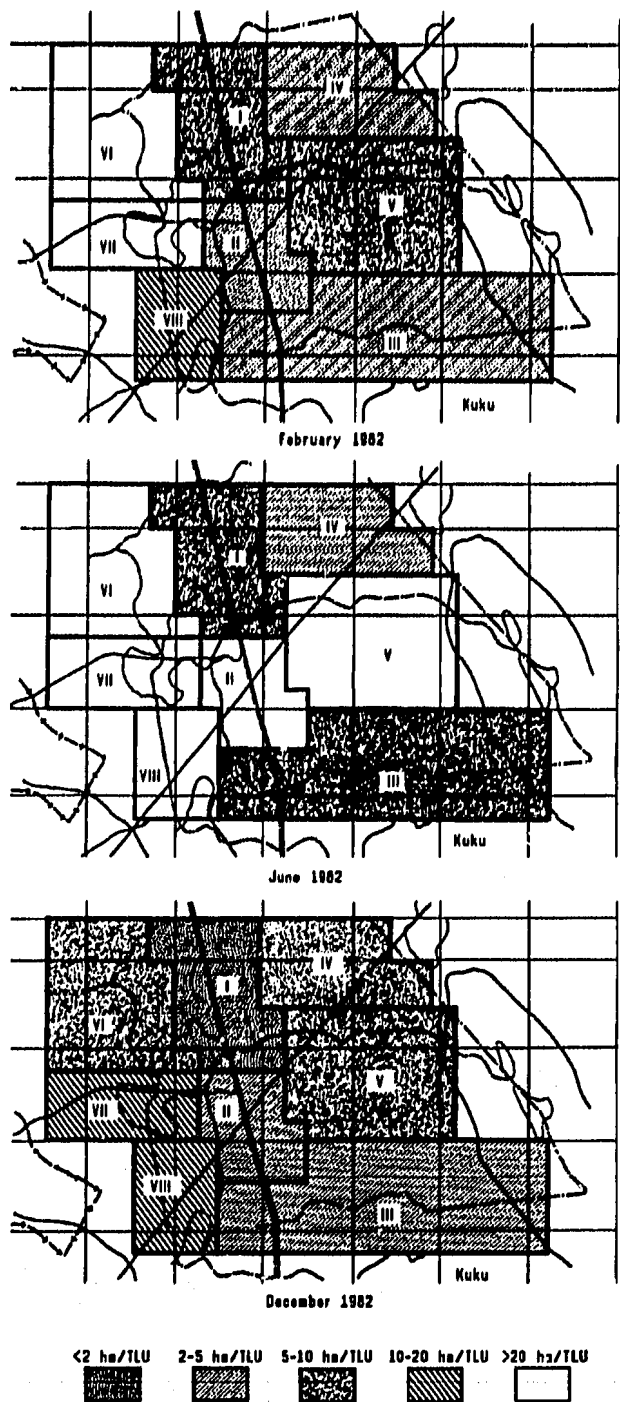 IV
I
VI
V
VII
II
VIII
III
Kuku
February 1982
IV
I
VI
V
VII
II
VIII
III
Kuku
June 1982
IV
I
VI
V
VII
II
VIII
III
Kuku
December 1982
<2 ha/TLU 2-5 ha/TLU 5-10 ha/TLU 10-20 ha/TLU >20 ha/TLU